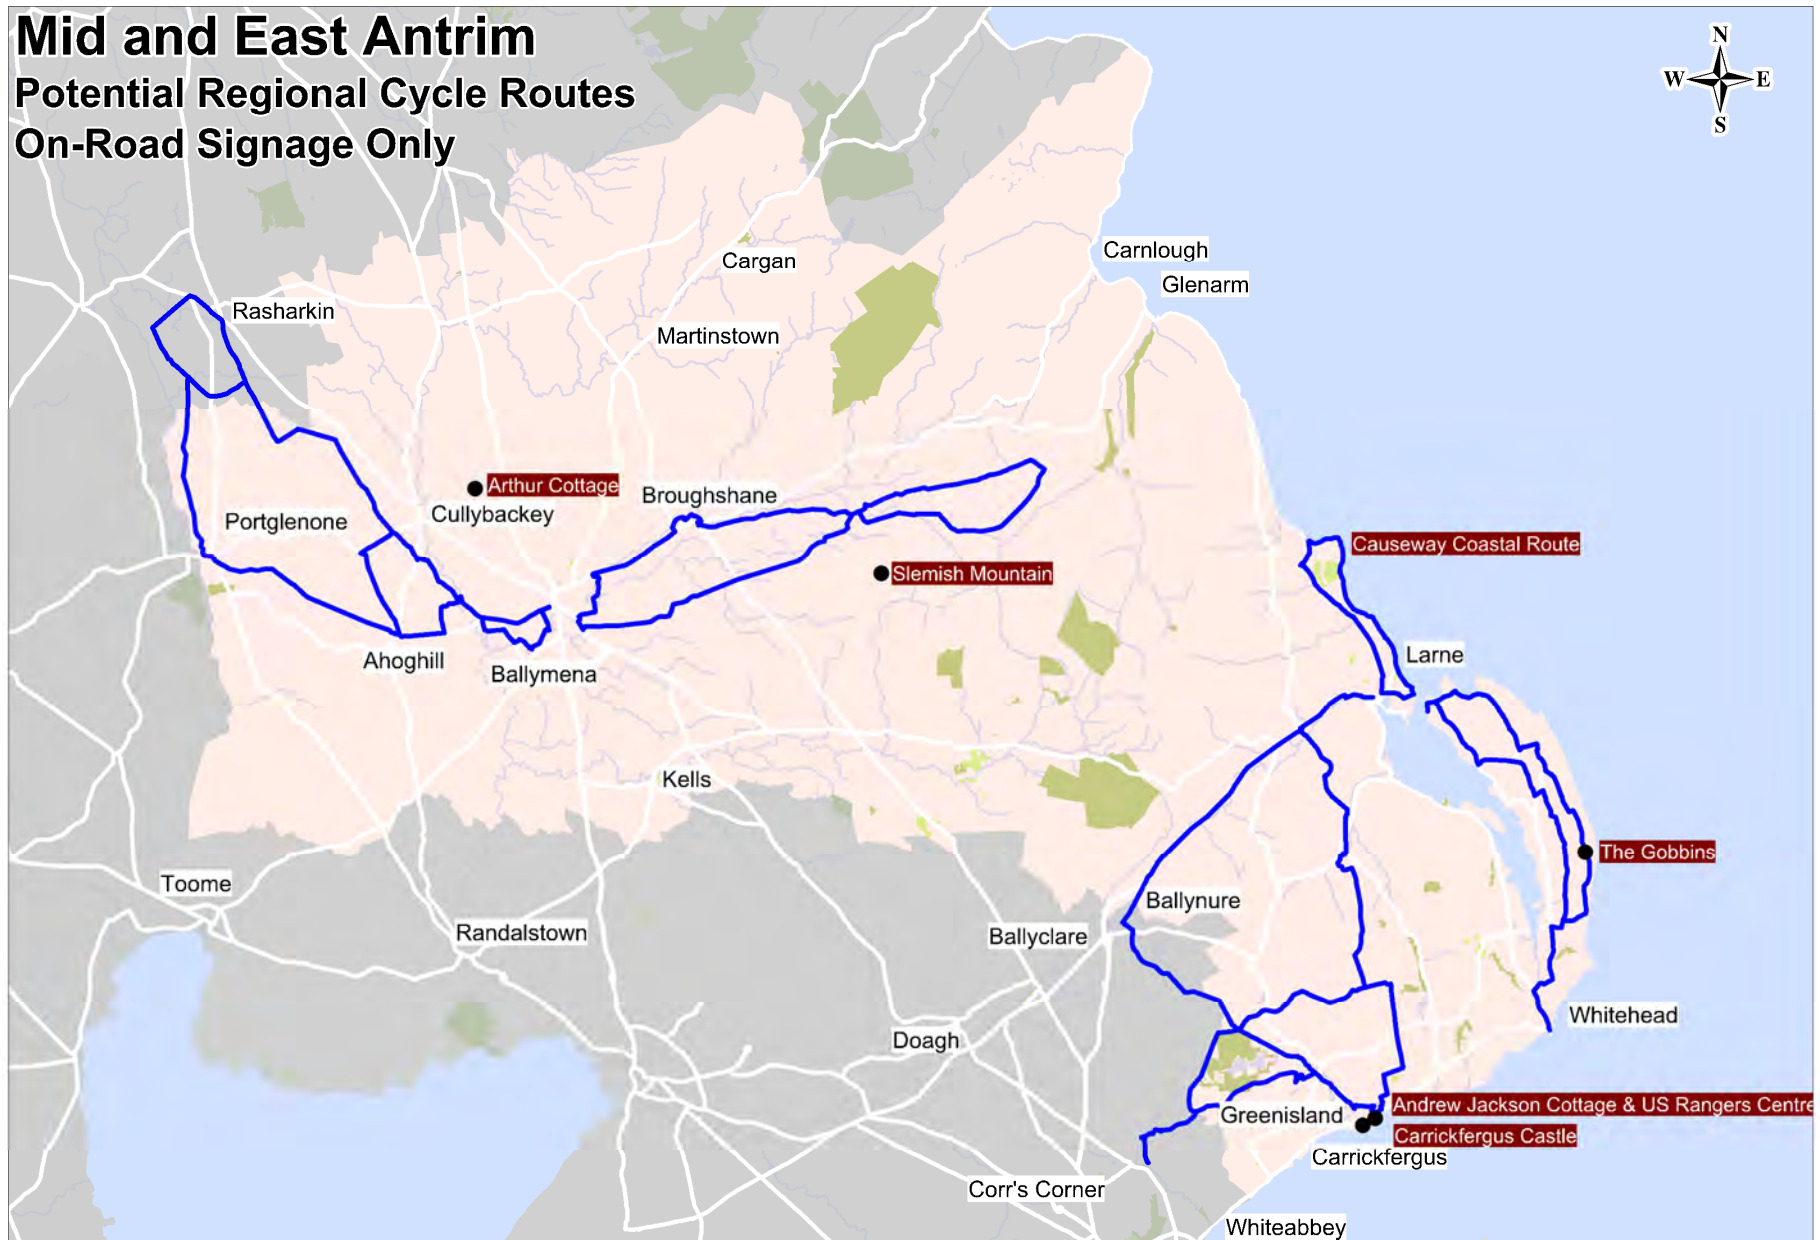 Mid and East Antrim
Potential Regional Cycle Routes
On-Road Signage Only
N
W E
S
Carnlough
Cargan
Glenarm
Rasharkin
Martinstown
Arthur Cottage
Broughshane
Cullybackey
Portglenone
Causeway Coastal Route
Slemish Mountain
Larne
Ahoghill
Ballymena
Kells
The Gobbins
Toome
Ballynure
Randalstown
Ballyclare
Whitehead
Doagh
Andrew Jackson Cottage & US Rangers Centre
Greenisland
Carrickfergus Castle
Carrickfergus
Corr's Corner
Whiteabbey